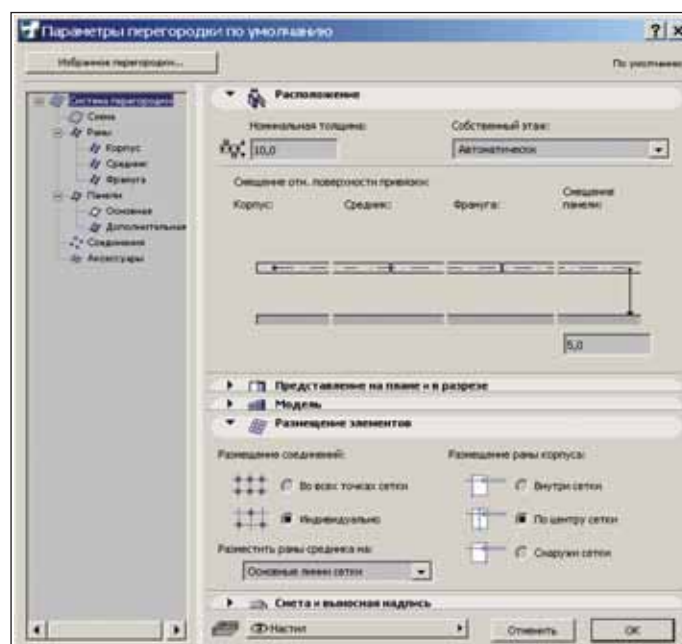 Параметры перегородки по умолчанию
Избранное перегородки...
По умолчанию
Система перегородки
Схема
Рамы
Корпус
Средник
Фрамуга
Панели
Основная
Дополнительная
Соединения
Аксессуары
Расположение
Номинальная толщина:
Собственный этаж:
10,0
Автоматически
Смещение отн. поверхности привязки:
Корпус:
Средник:
Фрамуга:
Смещение панели:
5,0
Представление на плане и в разрезе
Модель
Размещение элементов
Размещение соединений:
Размещение рамы корпуса:
Во всех точках сетки
Внутри сетки
Индивидуально
По центру сетки
Разместить рамы средника на:
Снаружи сетки
Основные линии сетки
Смета и выносная надпись
Настил
Отменить
OK